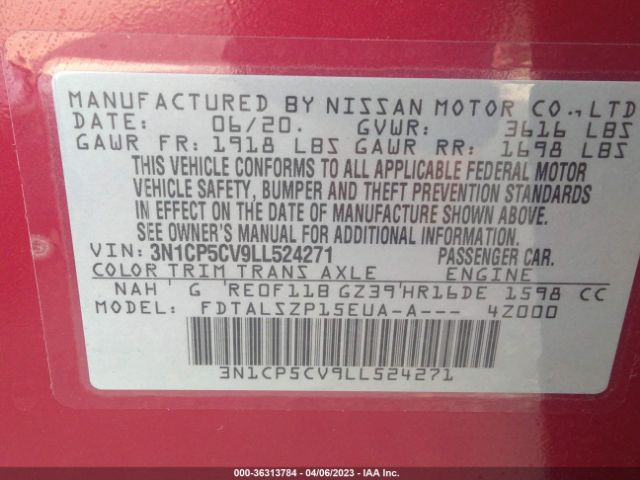 MANUFACTURED BY NISSAN MOTOR CO.,LTD
DATE: 06/20. GVWR: 3616 LBS
GAWR FR: 1918 LBS GAWR RR: 1698 LBS
THIS VEHICLE CONFORMS TO ALL APPLICABLE FEDERAL MOTOR
VEHICLE SAFETY, BUMPER AND THEFT PREVENTION STANDARDS
IN EFFECT ON THE DATE OF MANUFACTURE SHOWN ABOVE.
SEE OWNER'S MANUAL FOR ADDITIONAL INFORMATION.
VIN: 3N1CP5CV9LL524271 PASSENGER CAR.
COLOR TRIM TRANS AXLE ENGINE
NAH G RE0F11B GZ39 HR16DE 1598 CC
MODEL: FDTALSZP15EUA-A--- 4Z000
3N1CP5CV9LL524271
000-36313784 - 04/06/2023 - IAA Inc.